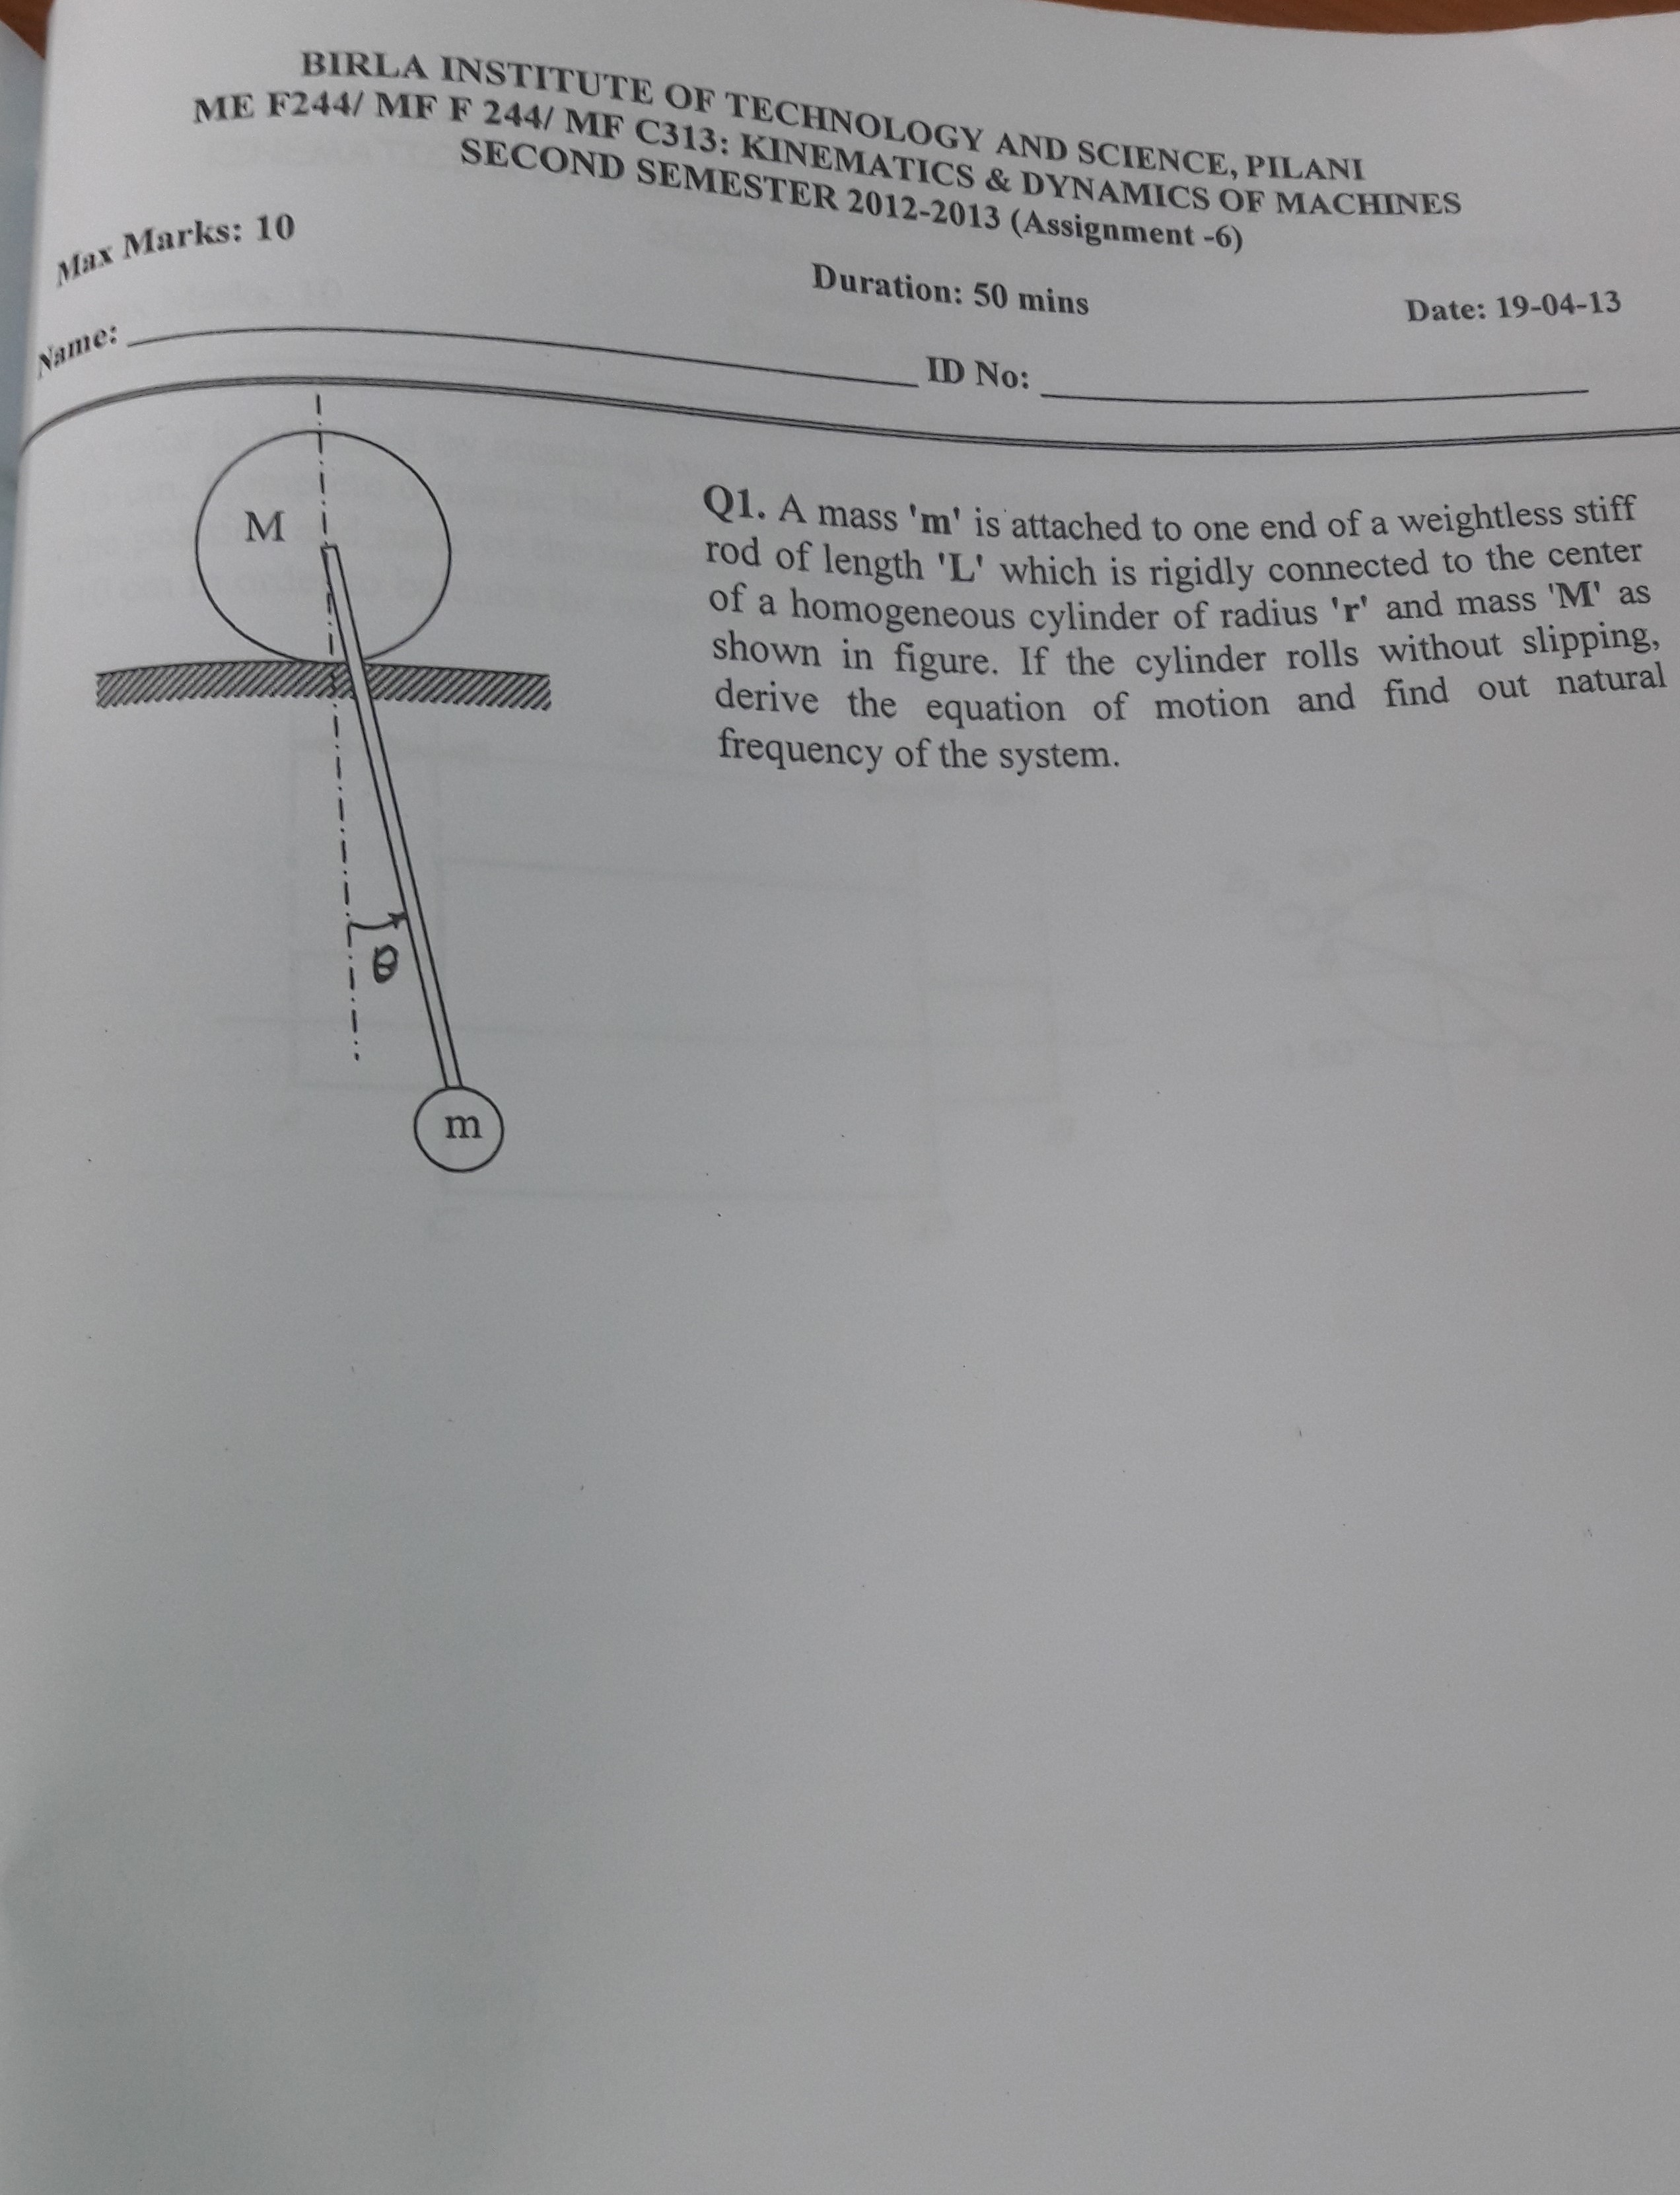 BIRLA INSTITUTE OF TECHNOLOGY AND SCIENCE, PILANI
ME F244/ MF F 244/ MF C313: KINEMATICS & DYNAMICS OF MACHINES
SECOND SEMESTER 2012-2013 (Assignment -6)
Max Marks: 10 Duration: 50 mins Date: 19-04-13
Name: ID No:
M
Q1. A mass 'm' is attached to one end of a weightless stiff
rod of length 'L' which is rigidly connected to the center
of a homogeneous cylinder of radius 'r' and mass 'M' as
shown in figure. If the cylinder rolls without slipping,
derive the equation of motion and find out natural
frequency of the system.
θ
m